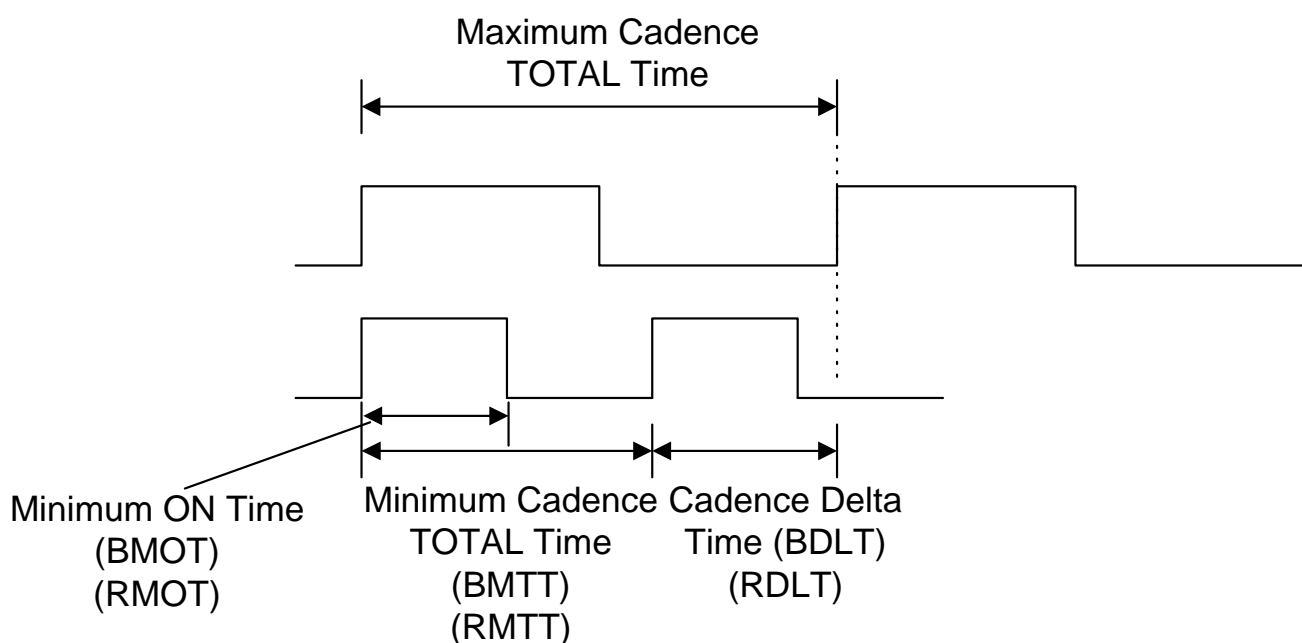 Maximum Cadence
TOTAL Time
Minimum ON Time
(BMOT)
(RMOT)
Minimum Cadence
TOTAL Time
(BMTT)
(RMTT)
Cadence Delta
Time (BDLT)
(RDLT)